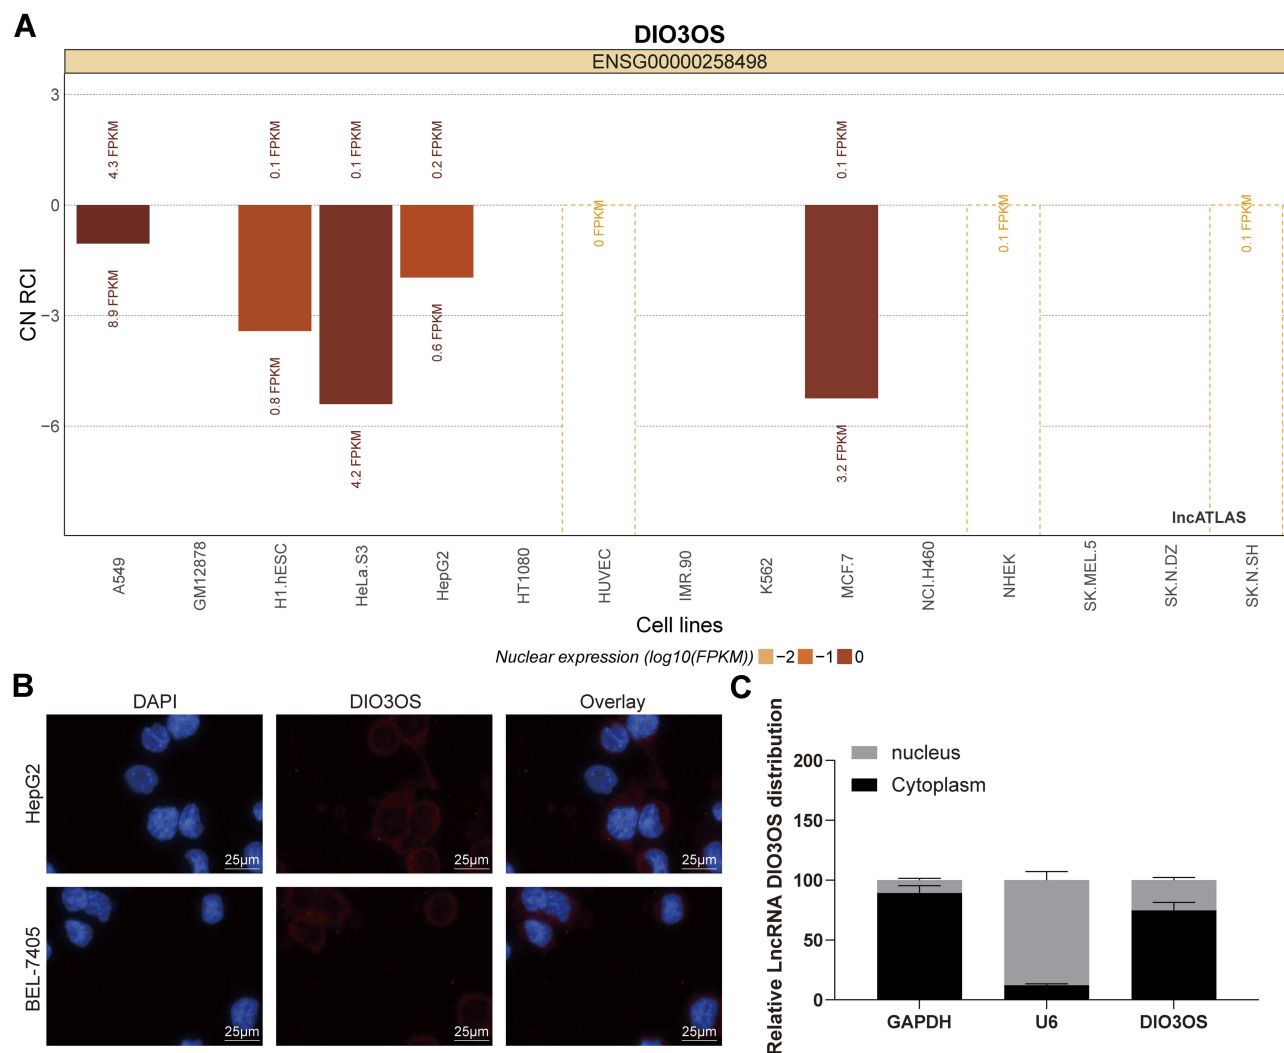 A
DIO3OS
ENSG00000258498
3
0
−3
−6
CN RCI
4.3 FPKM
0.1 FPKM
0.1 FPKM
0.2 FPKM
0.1 FPKM
0 FPKM
0.1 FPKM
0.1 FPKM
8.9 FPKM
0.8 FPKM
4.2 FPKM
0.6 FPKM
3.2 FPKM
lncATLAS
A549
GM12878
H1.hESC
HeLa.S3
HepG2
HT1080
HUVEC
IMR.90
K562
MCF.7
NCI.H460
NHEK
SK.MEL.5
SK.N.DZ
SK.N.SH
Cell lines
Nuclear expression (log10(FPKM)) −2 −1 0
B
DAPI DIO3OS Overlay
HepG2
25μm 25μm 25μm
BEL-7405
25μm 25μm 25μm
C
Relative LncRNA DIO3OS distribution
nucleus
Cytoplasm
200
150
100
50
0
GAPDH U6 DIO3OS